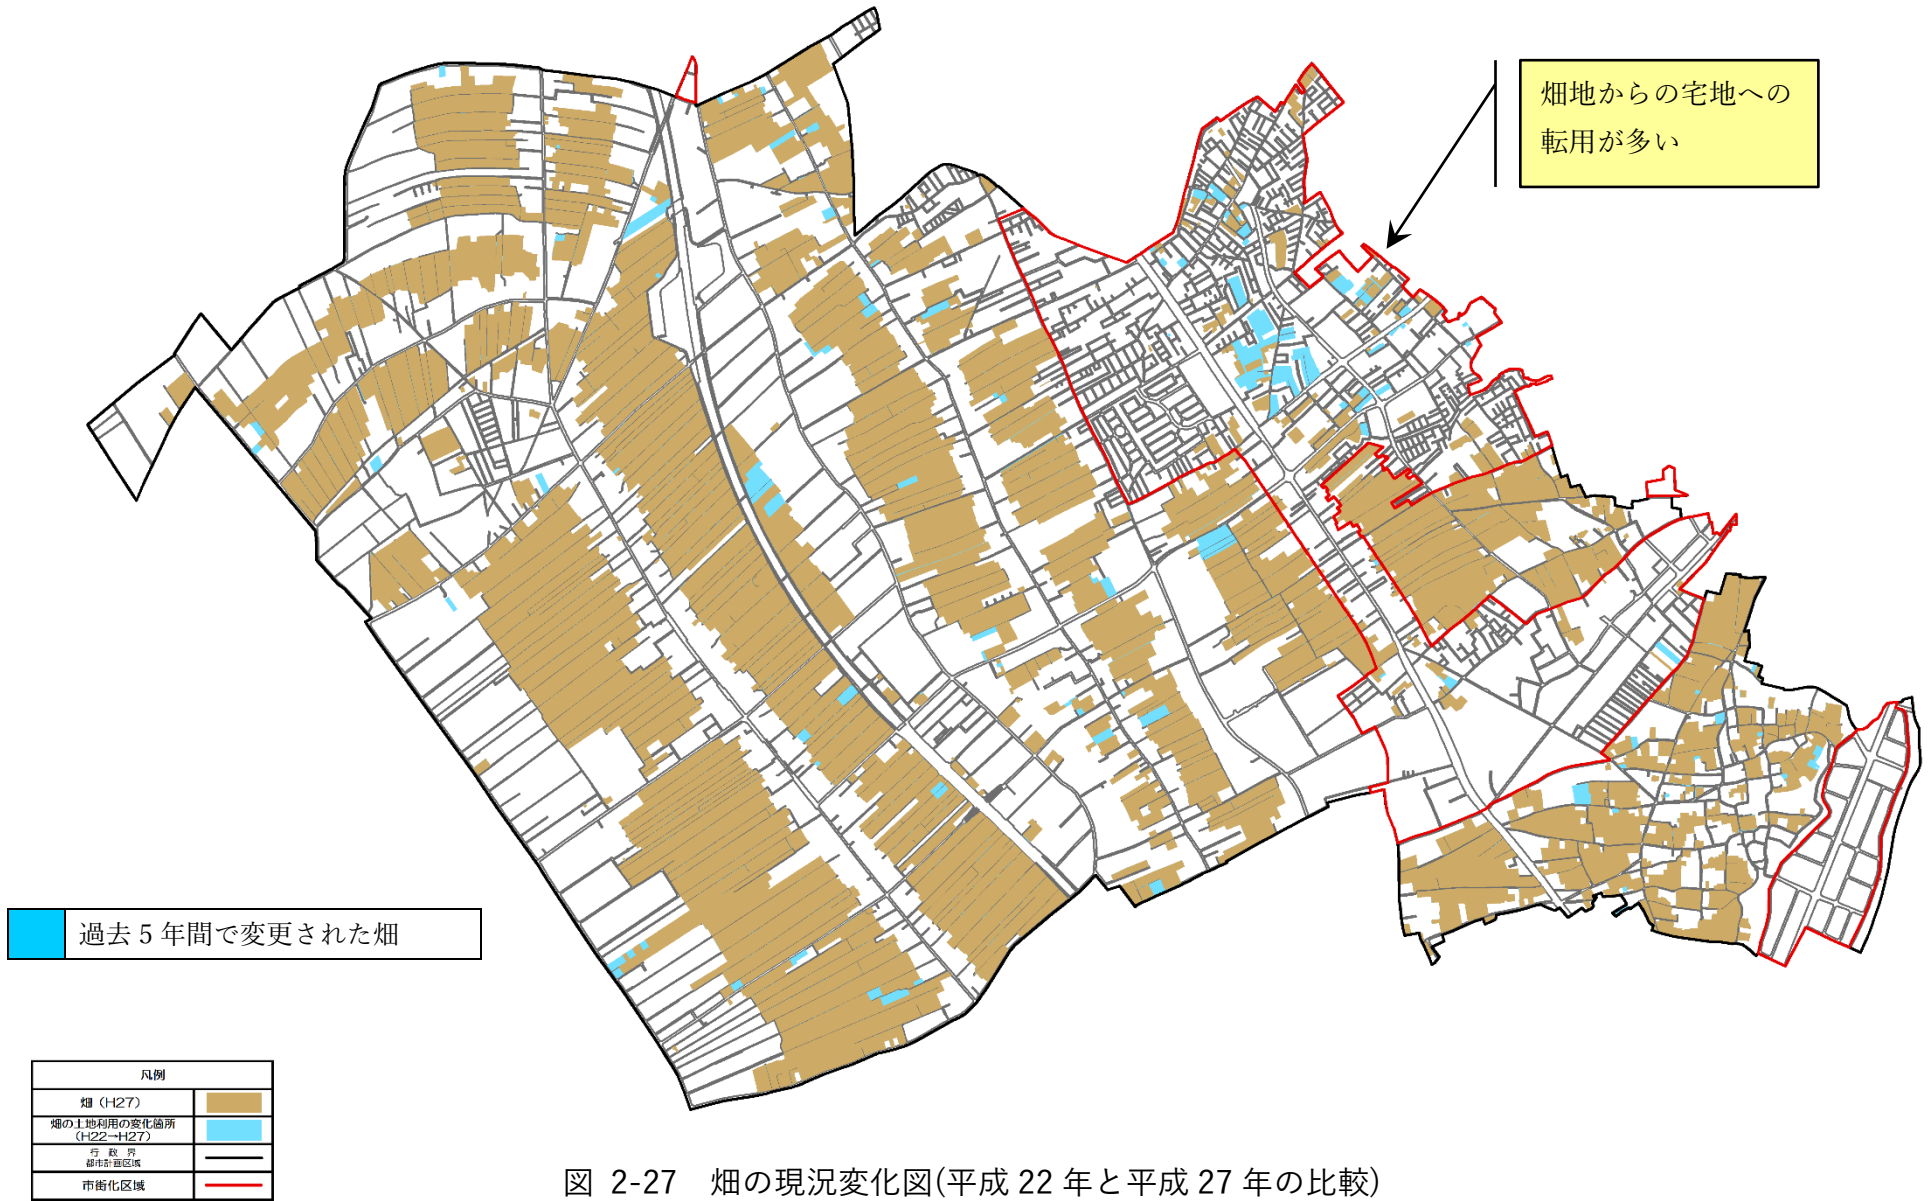 畑地からの宅地への
転用が多い
過去5年間で変更された畑
凡例
畑（H27）
畑の土地利用の変化箇所
（H22→H27）
行 政 界
都市計画区域
市街化区域
図 2-27　畑の現況変化図(平成 22 年と平成 27 年の比較)